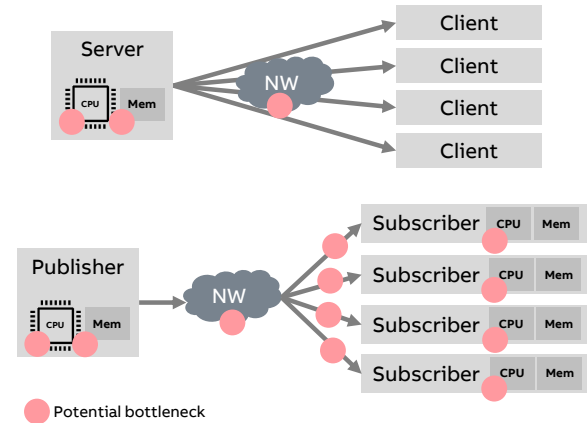 Server
CPU
Mem
NW
Client
Client
Client
Client
Publisher
CPU
Mem
NW
Subscriber CPU Mem
Subscriber CPU Mem
Subscriber CPU Mem
Subscriber CPU Mem
Potential bottleneck